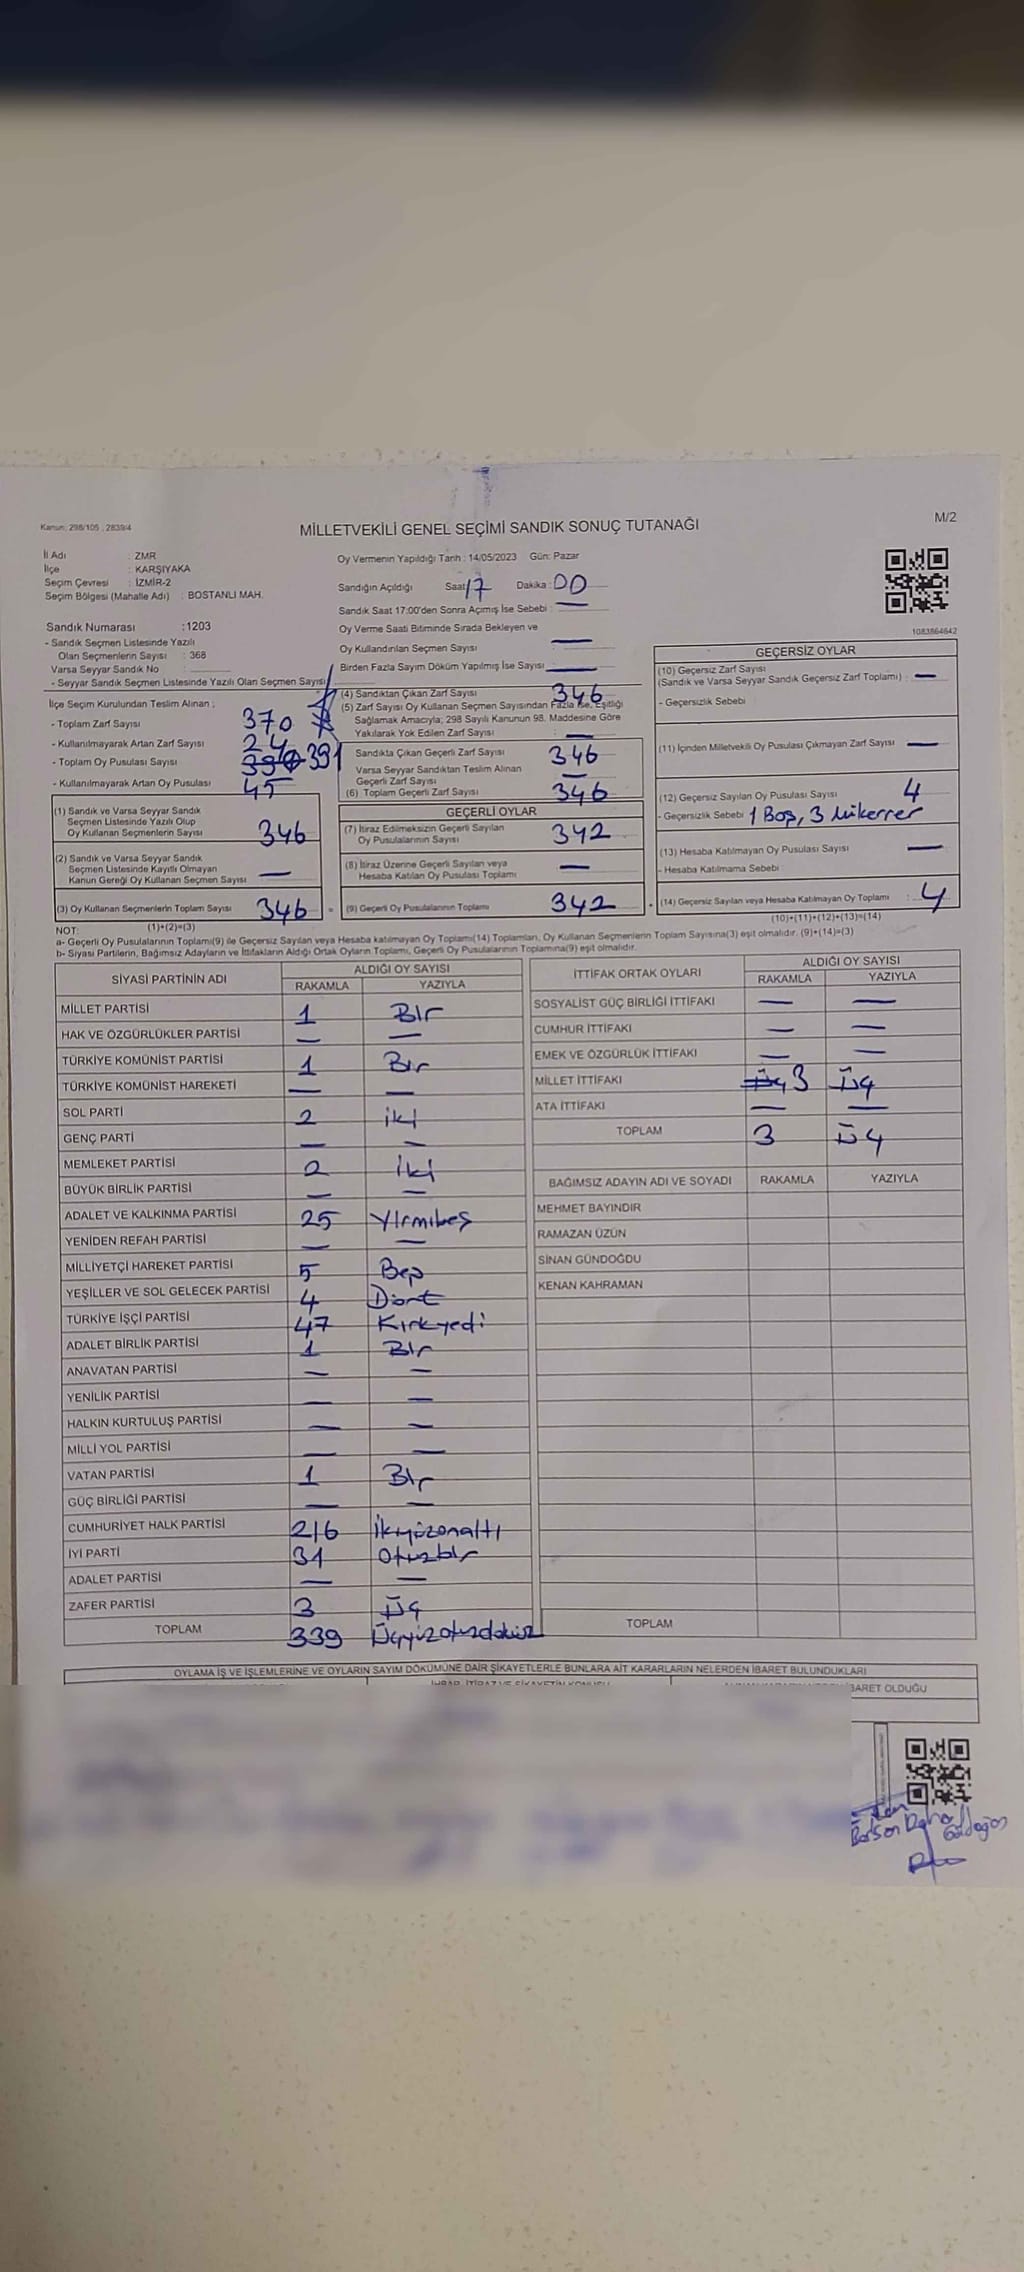 Kanun: 298/105 , 2839/4
MİLLETVEKİLİ GENEL SEÇİMİ SANDIK SONUÇ TUTANAĞI
M/2
İl Adı : ZMR
İlçe : KARŞIYAKA
Seçim Çevresi : İZMİR-2
Seçim Bölgesi (Mahalle Adı) : BOSTANLI MAH.
Sandık Numarası :1203
- Sandık Seçmen Listesinde Yazılı
Olan Seçmenlerin Sayısı : 368
Varsa Seyyar Sandık No :
- Seyyar Sandık Seçmen Listesinde Yazılı Olan Seçmen Sayısı
Oy Vermenin Yapıldığı Tarih : 14/05/2023 Gün: Pazar
Sandığın Açıldığı Saat 17 Dakika : 00
Sandık Saat 17:00'den Sonra Açımış İse Sebebi : —
Oy Verme Saati Bitiminde Sırada Bekleyen ve
Oy Kullandırılan Seçmen Sayısı : —
Birden Fazla Sayım Döküm Yapılmış İse Sayısı : —
1083864642
İlçe Seçim Kurulundan Teslim Alınan ;
- Toplam Zarf Sayısı 370
- Kullanılmayarak Artan Zarf Sayısı 24
- Toplam Oy Pusulası Sayısı 391
- Kullanılmayarak Artan Oy Pusulası 45
(1) Sandık ve Varsa Seyyar Sandık
Seçmen Listesinde Yazılı Olup
Oy Kullanan Seçmenlerin Sayısı 346
(2) Sandık ve Varsa Seyyar Sandık
Seçmen Listesinde Kayıtlı Olmayan
Kanun Gereği Oy Kullanan Seçmen Sayısı —
(3) Oy Kullanan Seçmenlerin Toplam Sayısı 346
(4) Sandıktan Çıkan Zarf Sayısı 346
(5) Zarf Sayısı Oy Kullanan Seçmen Sayısından Fazla ise, Eşitliği
Sağlamak Amacıyla; 298 Sayılı Kanunun 98. Maddesine Göre
Yakılarak Yok Edilen Zarf Sayısı : —
Sandıkta Çıkan Geçerli Zarf Sayısı 346
Varsa Seyyar Sandıktan Teslim Alınan
Geçerli Zarf Sayısı —
(6) Toplam Geçerli Zarf Sayısı 346
GEÇERLİ OYLAR
(7) İtiraz Edilmeksizin Geçerli Sayılan
Oy Pusulalarının Sayısı 342
(8) İtiraz Üzerine Geçerli Sayılan veya
Hesaba Katılan Oy Pusulası Toplamı —
(9) Geçerli Oy Pusulalarının Toplamı 342
GEÇERSİZ OYLAR
(10) Geçersiz Zarf Sayısı
(Sandık ve Varsa Seyyar Sandık Geçersiz Zarf Toplamı) : —
- Geçersizlik Sebebi
(11) İçinden Milletvekili Oy Pusulası Çıkmayan Zarf Sayısı —
(12) Geçersiz Sayılan Oy Pusulası Sayısı 4
- Geçersizlik Sebebi 1 Boş, 3 Mükerrer
(13) Hesaba Katılmayan Oy Pusulası Sayısı —
- Hesaba Katılmama Sebebi
(14) Geçersiz Sayılan veya Hesaba Katılmayan Oy Toplamı : 4
NOT: (1)+(2)=(3)
(10)+(11)+(12)+(13)=(14)
a- Geçerli Oy Pusulalarının Toplamı(9) ile Geçersiz Sayılan veya Hesaba katılmayan Oy Toplamı(14) Toplamları, Oy Kullanan Seçmenlerin Toplam Sayısına(3) eşit olmalıdır. (9)+(14)=(3)
b- Siyasi Partilerin, Bağımsız Adayların ve İttifakların Aldığı Ortak Oyların Toplamı, Geçerli Oy Pusulalarının Toplamına(9) eşit olmalıdır.
SİYASİ PARTİNİN ADI ALDIĞI OY SAYISI
RAKAMLA YAZIYLA
MİLLET PARTİSİ 1 Bir
HAK VE ÖZGÜRLÜKLER PARTİSİ — —
TÜRKİYE KOMÜNİST PARTİSİ 1 Bir
TÜRKİYE KOMÜNİST HAREKETİ — —
SOL PARTİ 2 iki
GENÇ PARTİ — —
MEMLEKET PARTİSİ 2 İki
BÜYÜK BİRLİK PARTİSİ — —
ADALET VE KALKINMA PARTİSİ 25 Yirmibeş
YENİDEN REFAH PARTİSİ — —
MİLLİYETÇİ HAREKET PARTİSİ 5 Beş
YEŞİLLER VE SOL GELECEK PARTİSİ 4 Dört
TÜRKİYE İŞÇİ PARTİSİ 47 Kırkyedi
ADALET BİRLİK PARTİSİ 1 Bir
ANAVATAN PARTİSİ — —
YENİLİK PARTİSİ — —
HALKIN KURTULUŞ PARTİSİ — —
MİLLİ YOL PARTİSİ — —
VATAN PARTİSİ 1 Bir
GÜÇ BİRLİĞİ PARTİSİ — —
CUMHURİYET HALK PARTİSİ 216 İkiyüzonaltı
İYİ PARTİ 31 Otuzbir
ADALET PARTİSİ — —
ZAFER PARTİSİ 3 Üç
TOPLAM 339 Üçyüzotuzdokuz
İTTİFAK ORTAK OYLARI ALDIĞI OY SAYISI
RAKAMLA YAZIYLA
SOSYALİST GÜÇ BİRLİĞİ İTTİFAKI — —
CUMHUR İTTİFAKI — —
EMEK VE ÖZGÜRLÜK İTTİFAKI — —
MİLLET İTTİFAKI Üç 3 Üç
ATA İTTİFAKI — —
TOPLAM 3 Üç
BAĞIMSIZ ADAYIN ADI VE SOYADI RAKAMLA YAZIYLA
MEHMET BAYINDIR
RAMAZAN ÜZÜN
SİNAN GÜNDOĞDU
KENAN KAHRAMAN
TOPLAM
OYLAMA İŞ VE İŞLEMLERİNE VE OYLARIN SAYIM DÖKÜMÜNE DAİR ŞİKAYETLERLE BUNLARA AİT KARARLARIN NELERDEN İBARET BULUNDUKLARI
İHBAR, İTİRAZ VE ŞİKAYETİN KONUSU
İBARET OLDUĞU